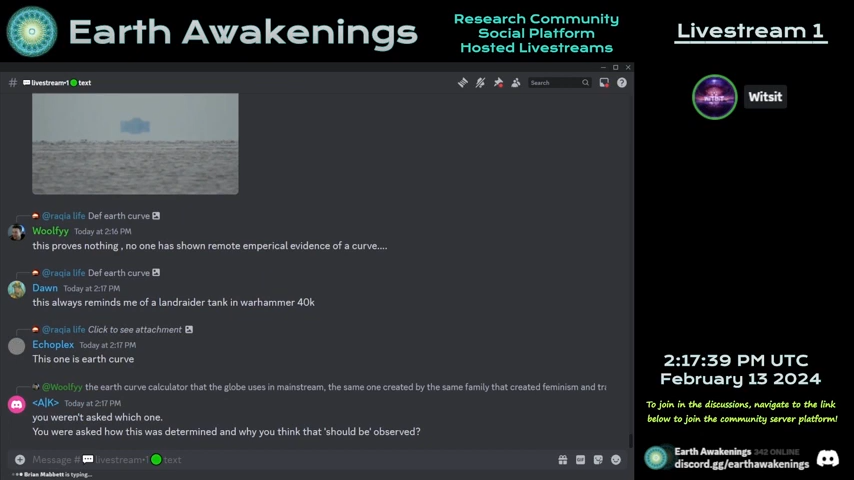 Earth Awakenings
Research Community
Social Platform
Hosted Livestreams
Livestream 1
# livestream-1 text
Search
Witsit
@raqia life Def earth curve
Woolfyy Today at 2:16 PM
this proves nothing , no one has shown remote emperical evidence of a curve....
@raqia life Def earth curve
Dawn Today at 2:17 PM
this always reminds me of a landraider tank in warhammer 40k
@raqia life Click to see attachment
Echoplex Today at 2:17 PM
This one is earth curve
@Woolfyy the earth curve calculator that the globe uses in mainstream, the same one created by the same family that created feminism and tra
<A|K> Today at 2:17 PM
you weren't asked which one.
You were asked how this was determined and why you think that 'should be' observed?
Message # livestream-1 text
GIF
Brian Mabbett is typing...
2:17:39 PM UTC
February 13 2024
To join in the discussions, navigate to the link
below to join the community server platform!
Earth Awakenings 342 ONLINE
discord.gg/earthawakenings